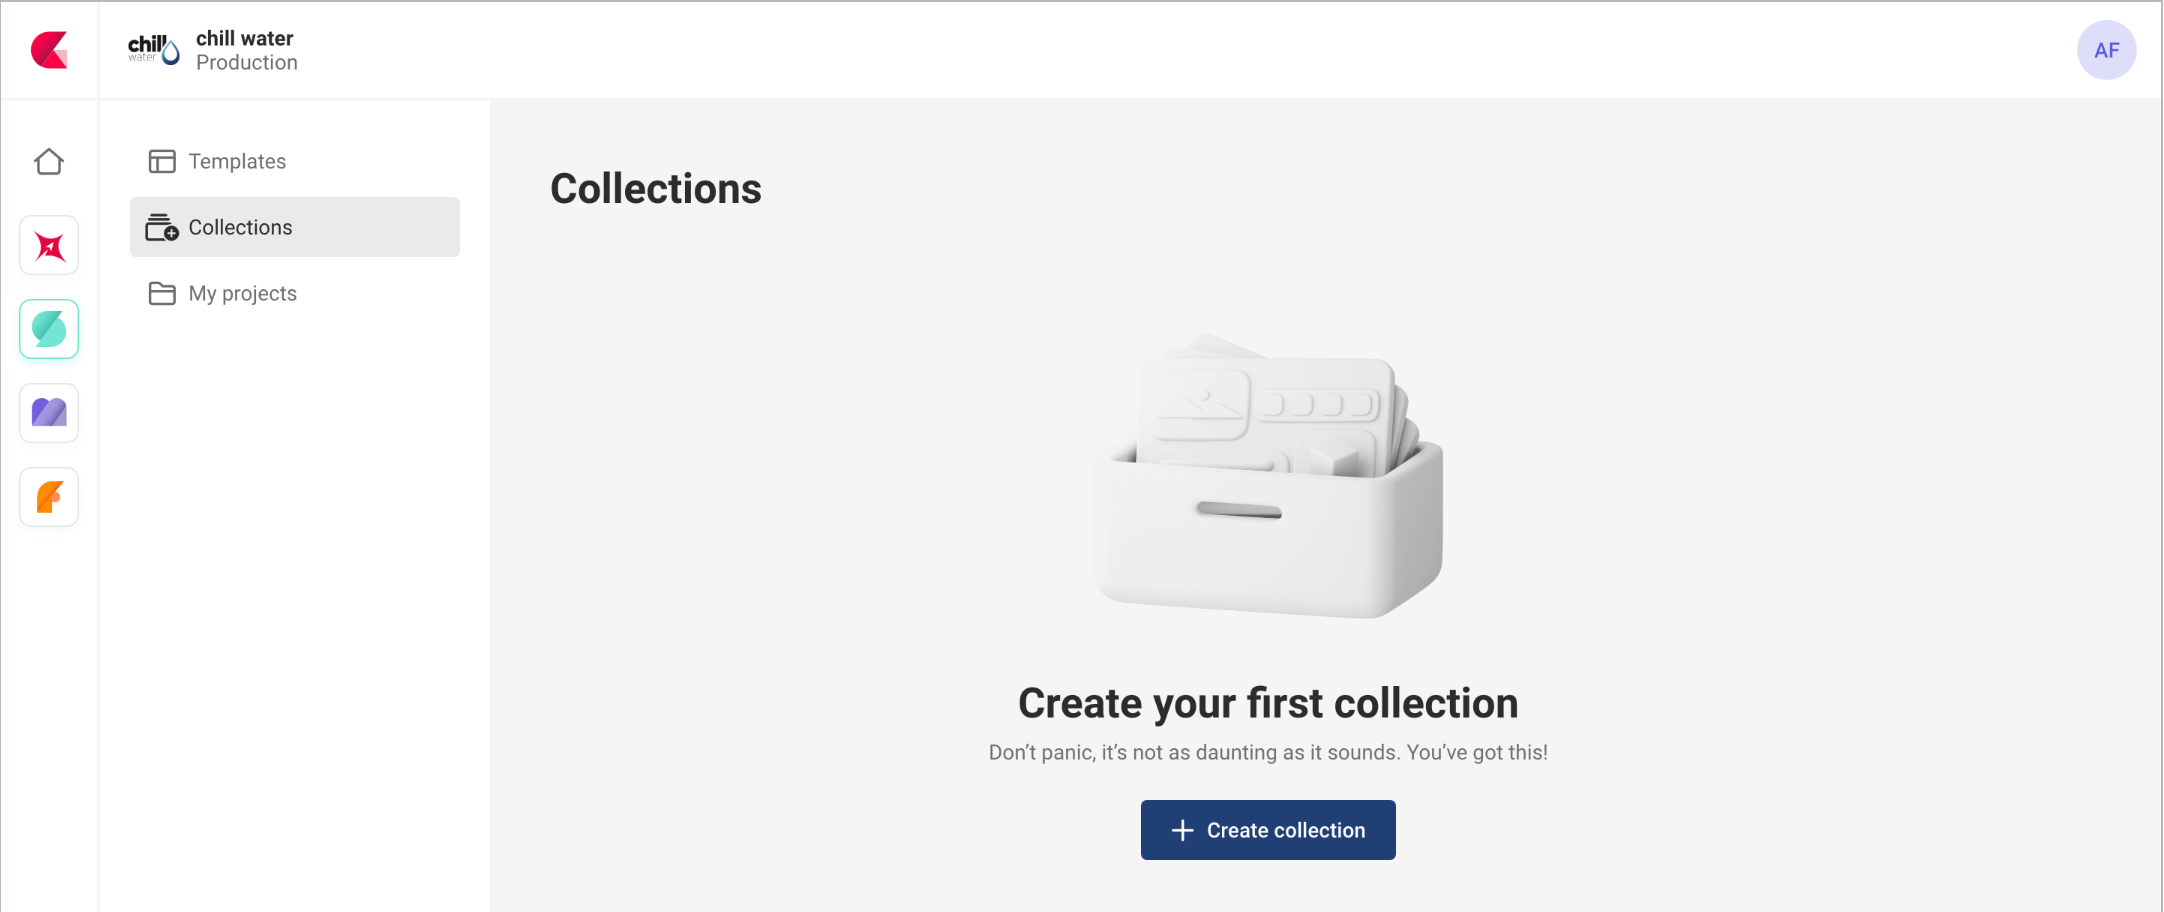 chill
water
chill water
Production
AF
Templates
Collections
My projects
Collections
Create your first collection
Don’t panic, it’s not as daunting as it sounds. You’ve got this!
Create collection